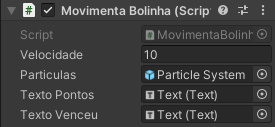 Movimenta Bolinha (Scrip
Script MovimentaBolinh
Velocidade 10
Particulas Particle System
Texto Pontos Text (Text)
Texto Venceu Text (Text)